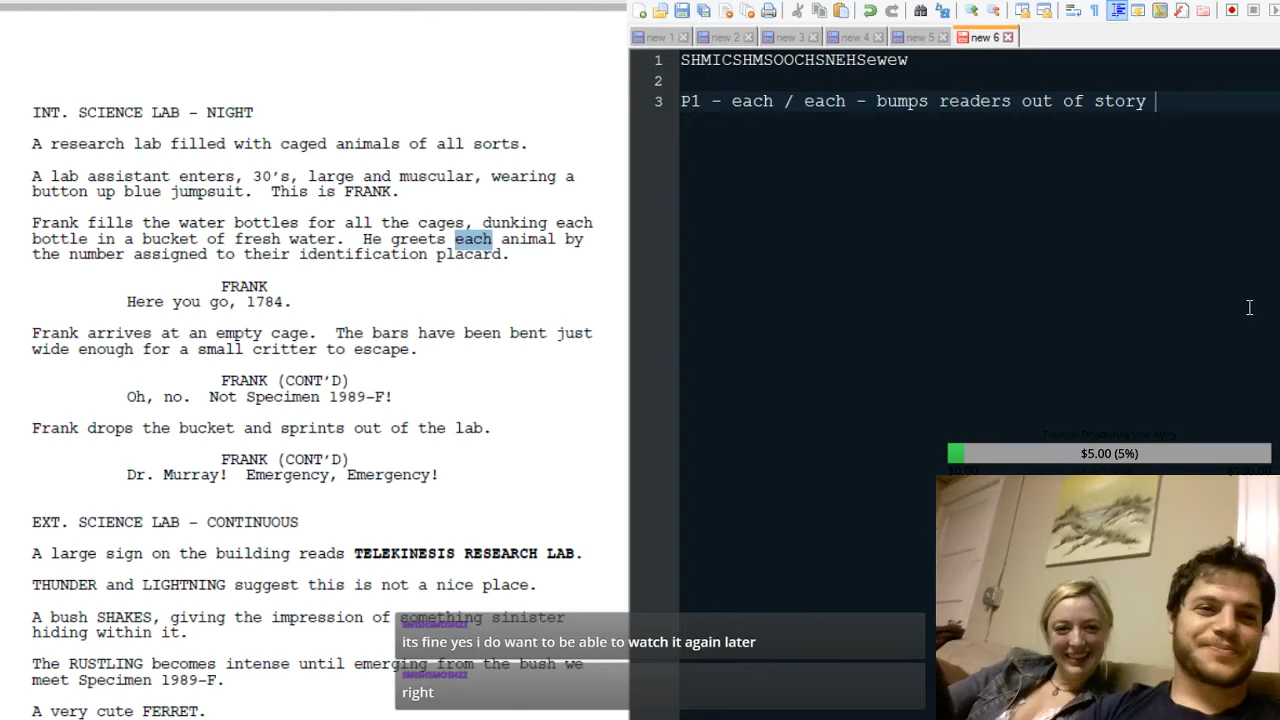 INT. SCIENCE LAB - NIGHT
A research lab filled with caged animals of all sorts.
A lab assistant enters, 30's, large and muscular, wearing a
button up blue jumpsuit. This is FRANK.
Frank fills the water bottles for all the cages, dunking each
bottle in a bucket of fresh water. He greets each animal by
the number assigned to their identification placard.
FRANK
Here you go, 1784.
Frank arrives at an empty cage. The bars have been bent just
wide enough for a small critter to escape.
FRANK (CONT'D)
Oh, no. Not Specimen 1989-F!
Frank drops the bucket and sprints out of the lab.
FRANK (CONT'D)
Dr. Murray! Emergency, Emergency!
EXT. SCIENCE LAB - CONTINUOUS
A large sign on the building reads TELEKINESIS RESEARCH LAB.
THUNDER and LIGHTNING suggest this is not a nice place.
A bush SHAKES, giving the impression of something sinister
hiding within it.
The RUSTLING becomes intense until emerging from the bush we
meet Specimen 1989-F.
A very cute FERRET.
new 1
new 2
new 3
new 4
new 5
new 6
1 SHMICSHMSOOCHSNEHSewew
2
3 P1 - each / each - bumps readers out of story
$5.00 (5%)
$0.00
$100.00
its fine yes i do want to be able to watch it again later
right